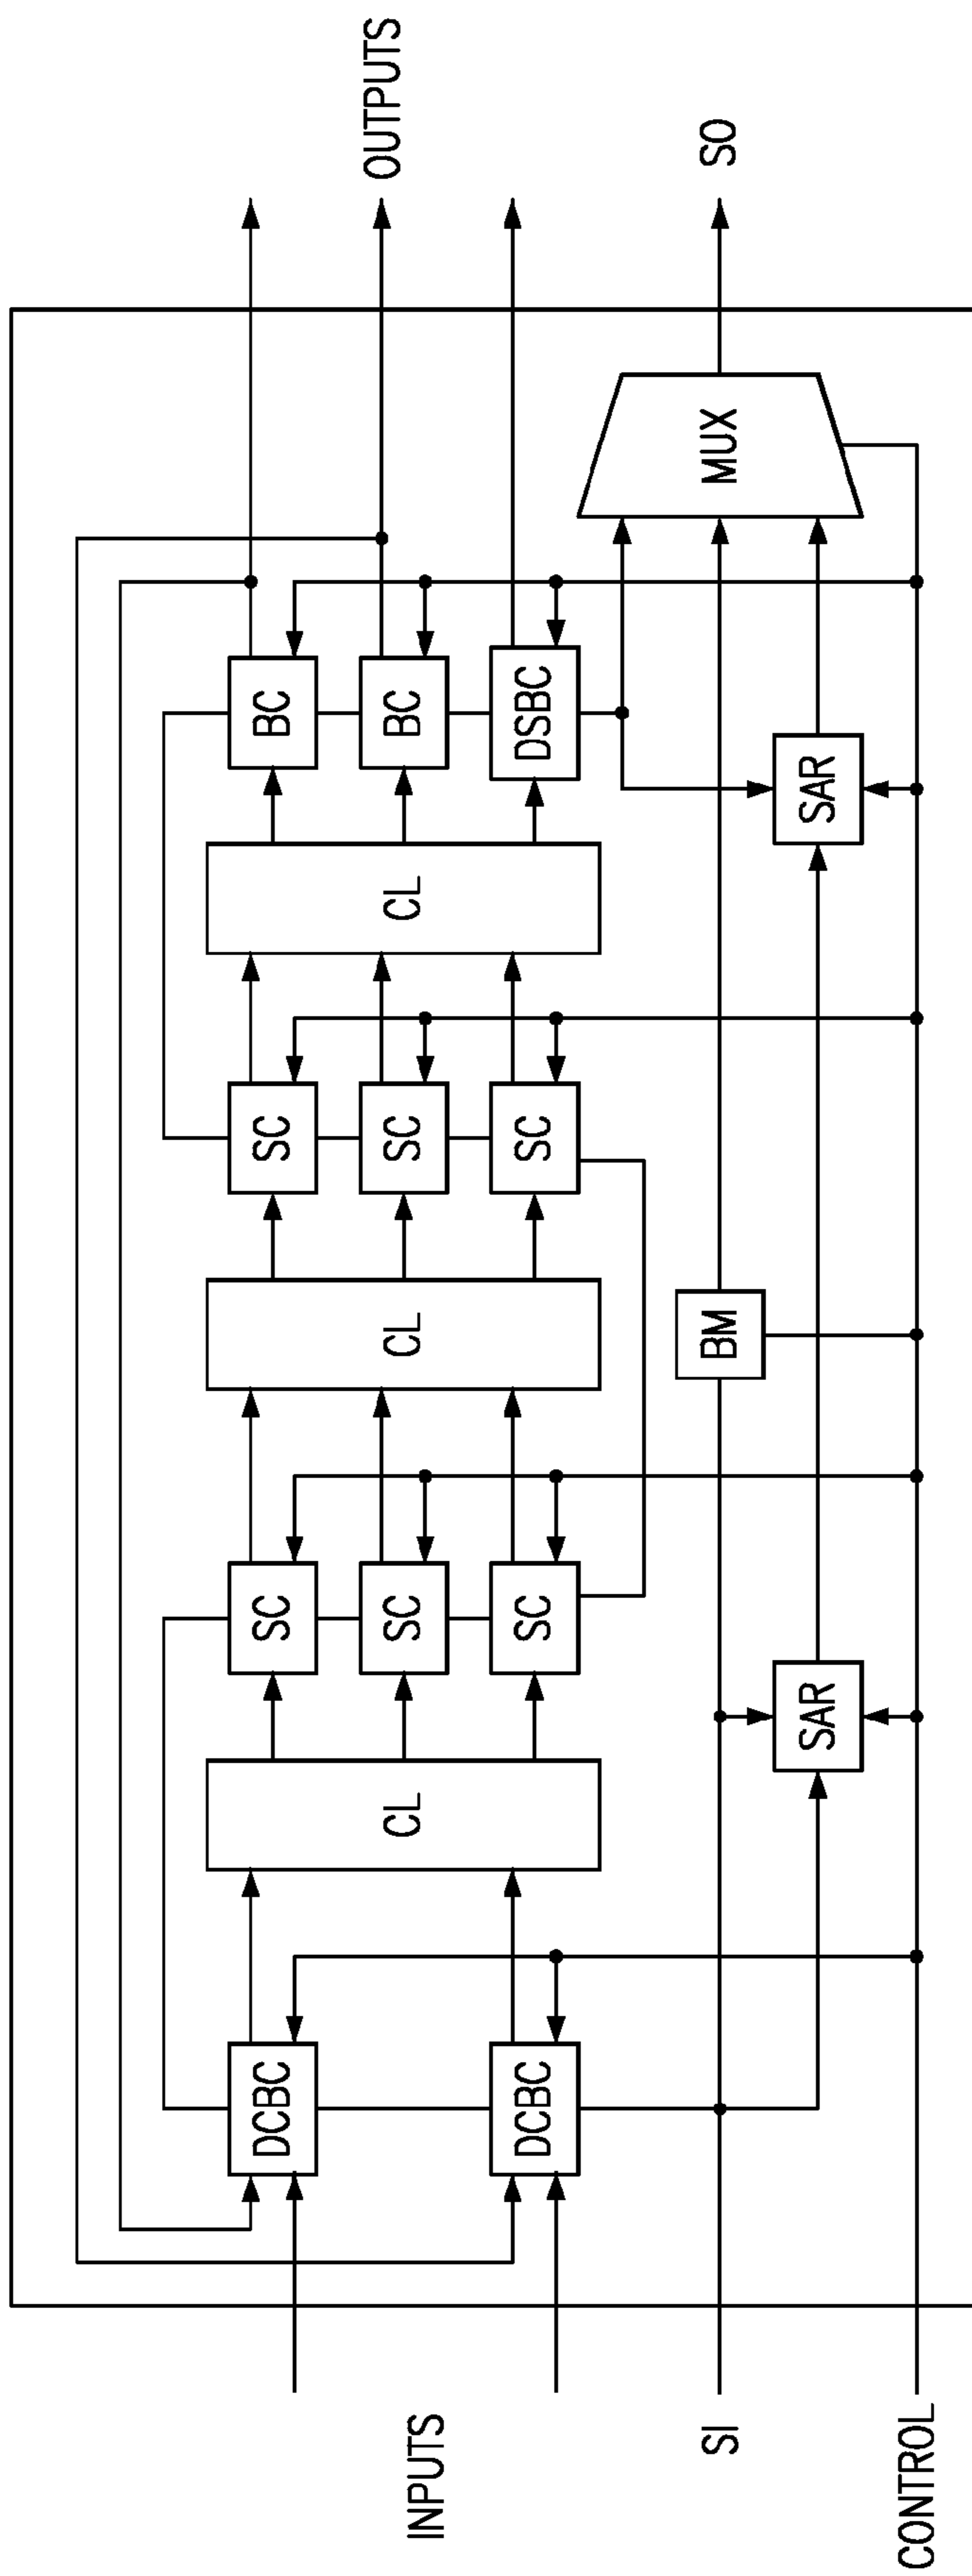 OUTPUTS
BC
BC
DSBC
CL
SC
SC
SC
CL
SC
SC
SC
CL
DCBC
DCBC
INPUTS
SO
MUX
SAR
BM
SAR
SI
CONTROL